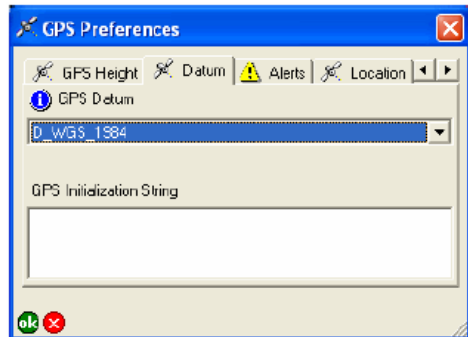 GPS Preferences
GPS Height Datum Alerts Location
GPS Datum
D_WGS_1984
GPS Initialization String
ok